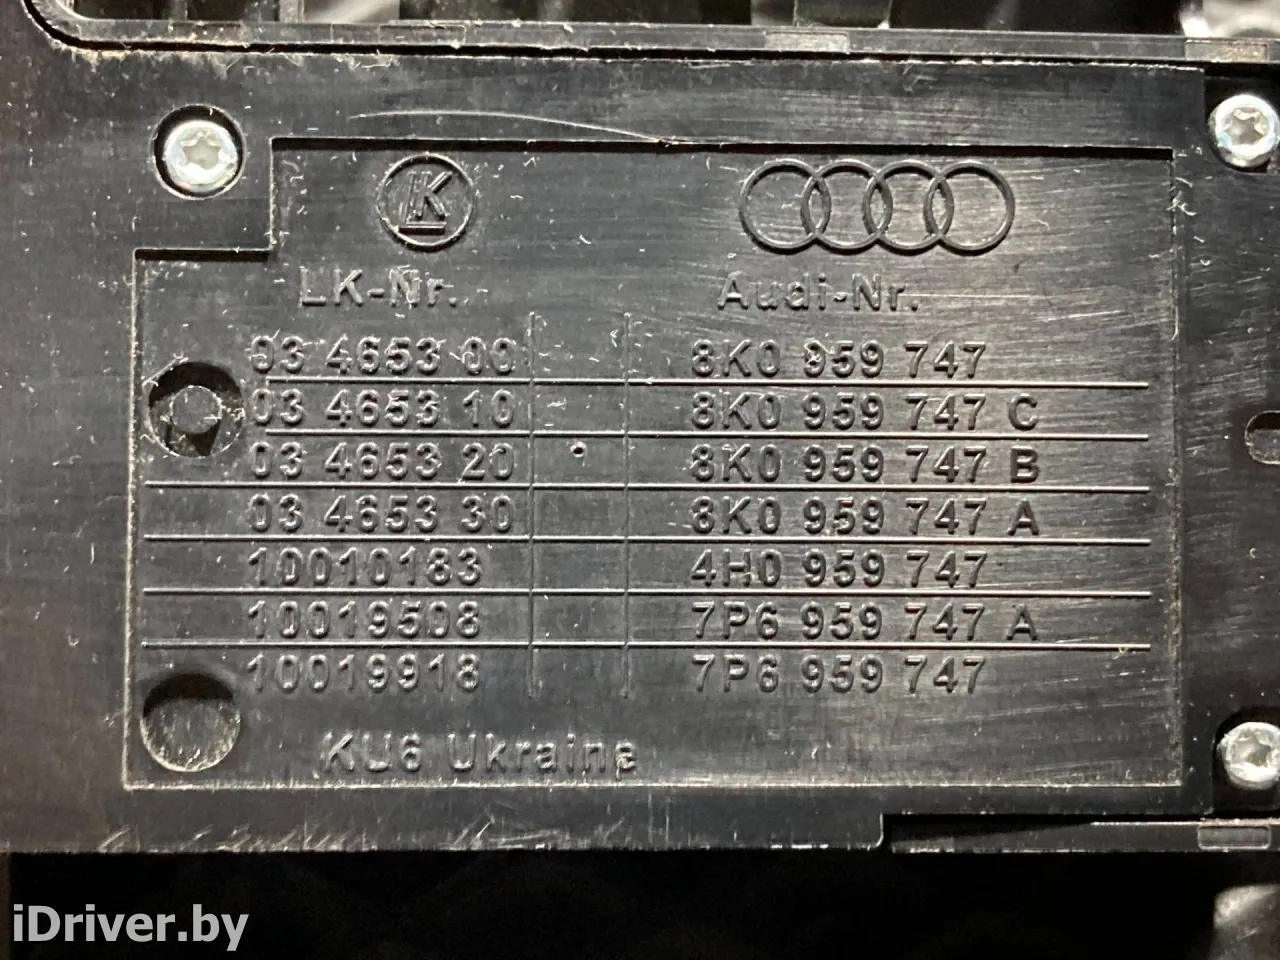 LK
LK-Nr. Audi-Nr.
03 4653 00 8K0 959 747
03 4653 10 8K0 959 747 C
03 4653 20 8K0 959 747 B
03 4653 30 8K0 959 747 A
10010183 4H0 959 747
10019508 7P6 959 747 A
10019918 7P6 959 747
KU6 Ukraine
iDriver.by